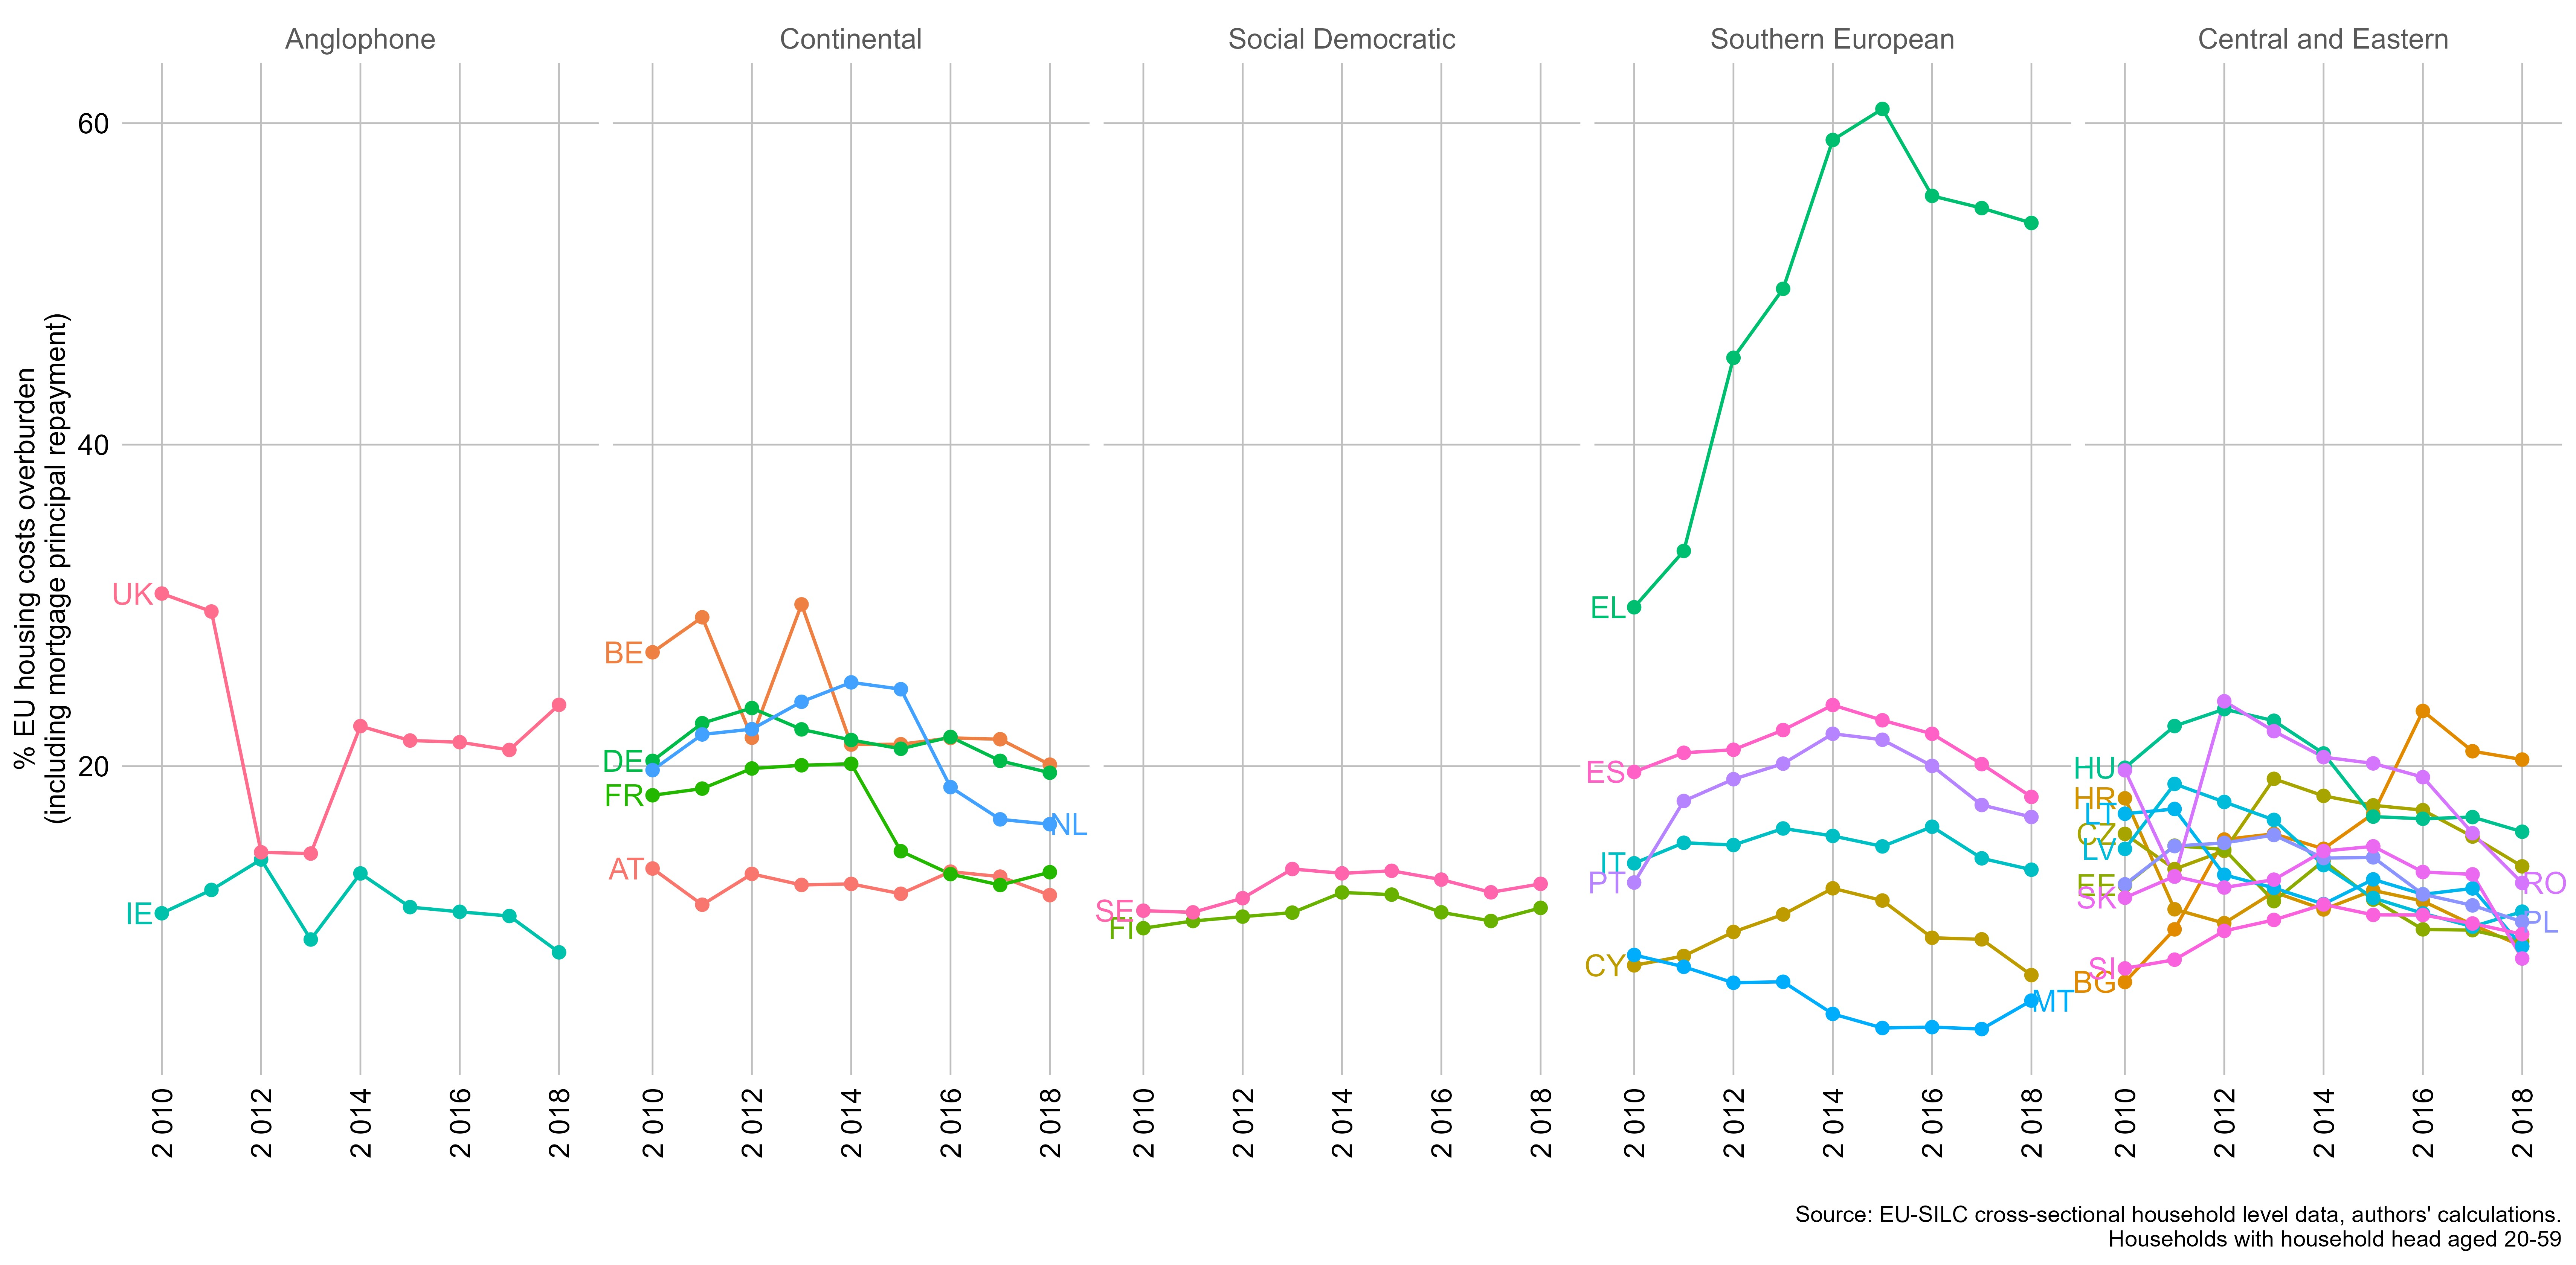 Anglophone
Continental
Social Democratic
Southern European
Central and Eastern
% EU housing costs overburden
(including mortgage principal repayment)
60
40
20
UK
IE
BE
DE
FR
AT
NL
SE
FI
EL
ES
IT
PT
CY
MT
HU
HR
LT
CZ
LV
EE
SK
SI
BG
RO
PL
2 010
2 012
2 014
2 016
2 018
2 010
2 012
2 014
2 016
2 018
2 010
2 012
2 014
2 016
2 018
2 010
2 012
2 014
2 016
2 018
2 010
2 012
2 014
2 016
2 018
Source: EU-SILC cross-sectional household level data, authors' calculations.
Households with household head aged 20-59